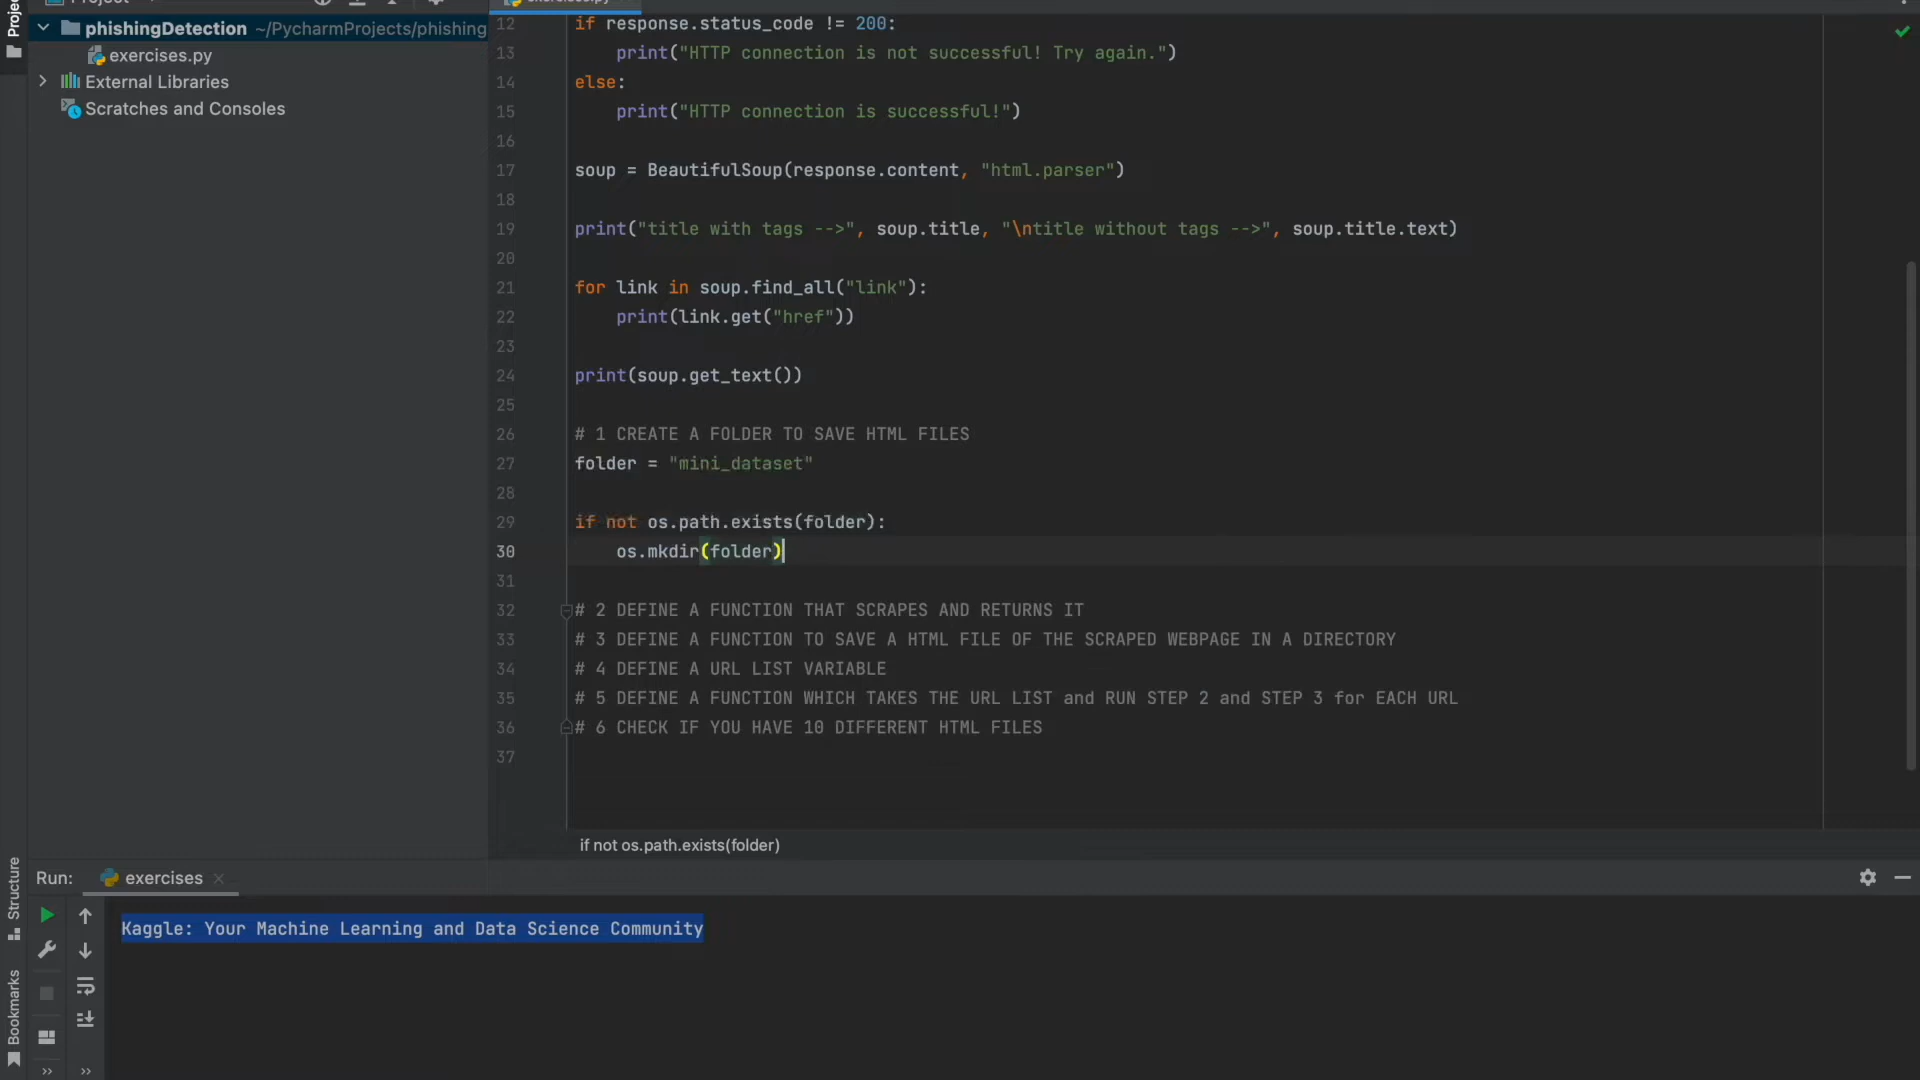 Project
phishingDetection ~/PycharmProjects/phishing
exercises.py
External Libraries
Scratches and Consoles
exercises.py
12 if response.status_code != 200:
13 print("HTTP connection is not successful! Try again.")
14 else:
15 print("HTTP connection is successful!")
16
17 soup = BeautifulSoup(response.content, "html.parser")
18
19 print("title with tags -->", soup.title, "\ntitle without tags -->", soup.title.text)
20
21 for link in soup.find_all("link"):
22 print(link.get("href"))
23
24 print(soup.get_text())
25
26 # 1 CREATE A FOLDER TO SAVE HTML FILES
27 folder = "mini_dataset"
28
29 if not os.path.exists(folder):
30 os.mkdir(folder)
31
32 # 2 DEFINE A FUNCTION THAT SCRAPES AND RETURNS IT
33 # 3 DEFINE A FUNCTION TO SAVE A HTML FILE OF THE SCRAPED WEBPAGE IN A DIRECTORY
34 # 4 DEFINE A URL LIST VARIABLE
35 # 5 DEFINE A FUNCTION WHICH TAKES THE URL LIST and RUN STEP 2 and STEP 3 for EACH URL
36 # 6 CHECK IF YOU HAVE 10 DIFFERENT HTML FILES
37
if not os.path.exists(folder)
Structure
Bookmarks
Run: exercises
Kaggle: Your Machine Learning and Data Science Community